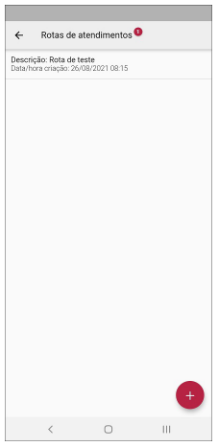 Rotas de atendimentos
Descrição: Rota de teste
Data/hora criação: 26/08/2021 08:15